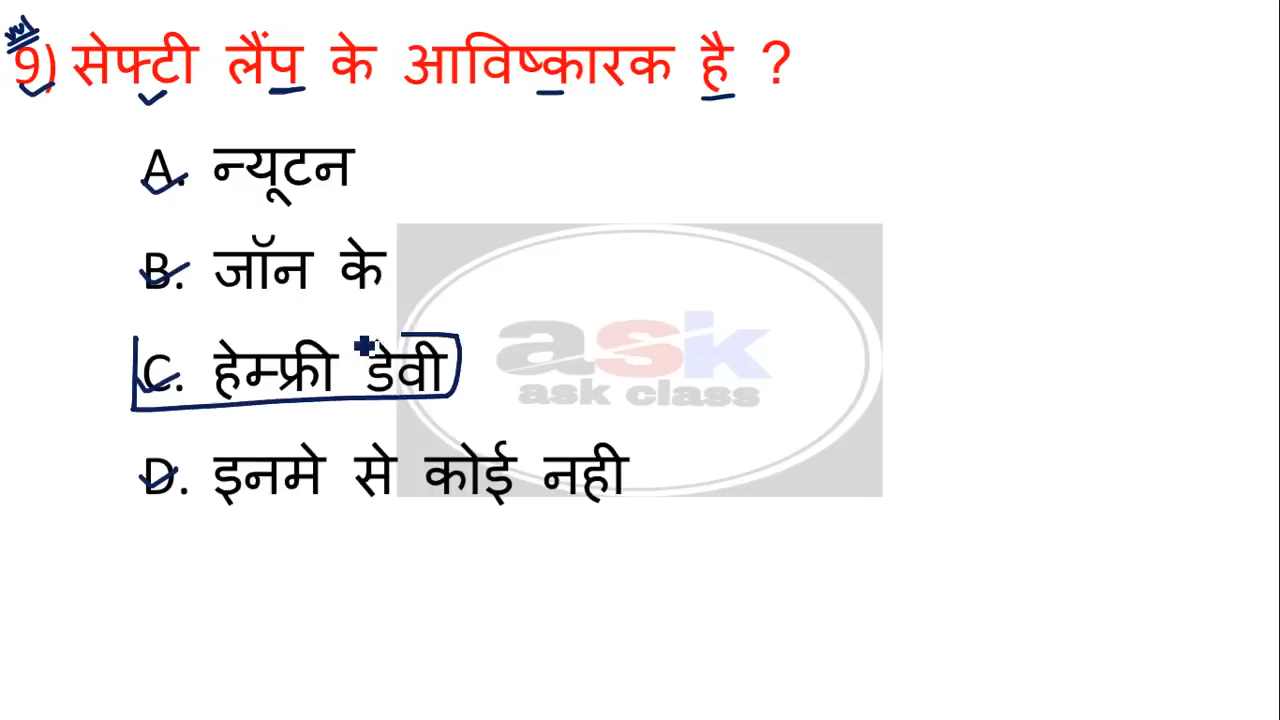 9) सेफ्टी लैंप के आविष्कारक है ?
A. न्यूटन
B. जॉन के
C. हेम्फ्री डेवी
D. इनमे से कोई नही
ask
ask class